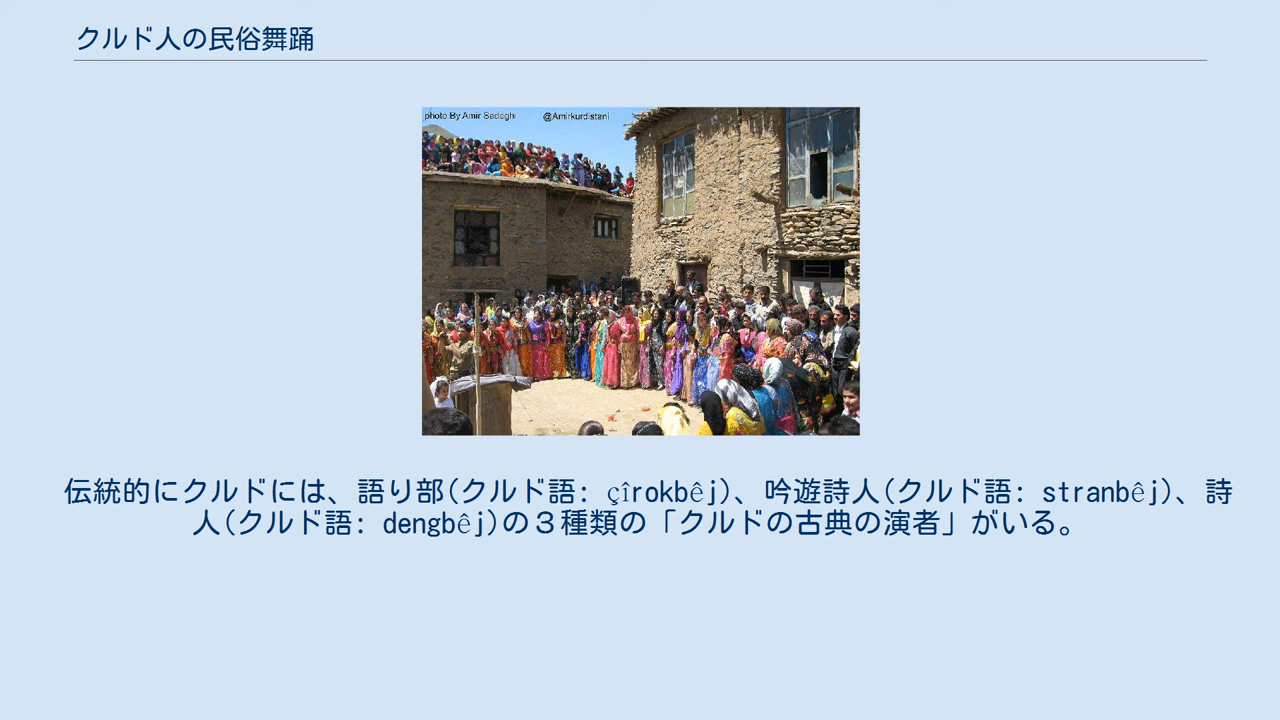 クルド人の民俗舞踊
photo By Amir Sadeghi @Amirkurdistani
伝統的にクルドには、語り部(クルド語: çîrokbêj)、吟遊詩人(クルド語: stranbêj)、詩
人(クルド語: dengbêj)の３種類の「クルドの古典の演者」がいる。